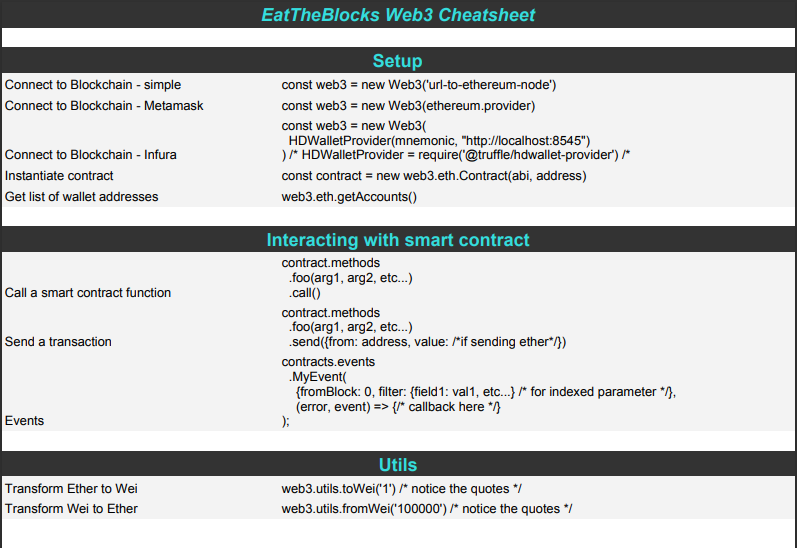 EatTheBlocks Web3 Cheatsheet
Setup
Connect to Blockchain - simple const web3 = new Web3('url-to-ethereum-node')
Connect to Blockchain - Metamask const web3 = new Web3(ethereum.provider)
const web3 = new Web3(
HDWalletProvider(mnemonic, "http://localhost:8545")
Connect to Blockchain - Infura ) /* HDWalletProvider = require('@truffle/hdwallet-provider') /*
Instantiate contract const contract = new web3.eth.Contract(abi, address)
Get list of wallet addresses web3.eth.getAccounts()
Interacting with smart contract
contract.methods
.foo(arg1, arg2, etc...)
Call a smart contract function .call()
contract.methods
.foo(arg1, arg2, etc...)
Send a transaction .send({from: address, value: /*if sending ether*/})
contracts.events
.MyEvent(
{fromBlock: 0, filter: {field1: val1, etc...} /* for indexed parameter */},
(error, event) => {/* callback here */}
Events );
Utils
Transform Ether to Wei web3.utils.toWei('1') /* notice the quotes */
Transform Wei to Ether web3.utils.fromWei('100000') /* notice the quotes */